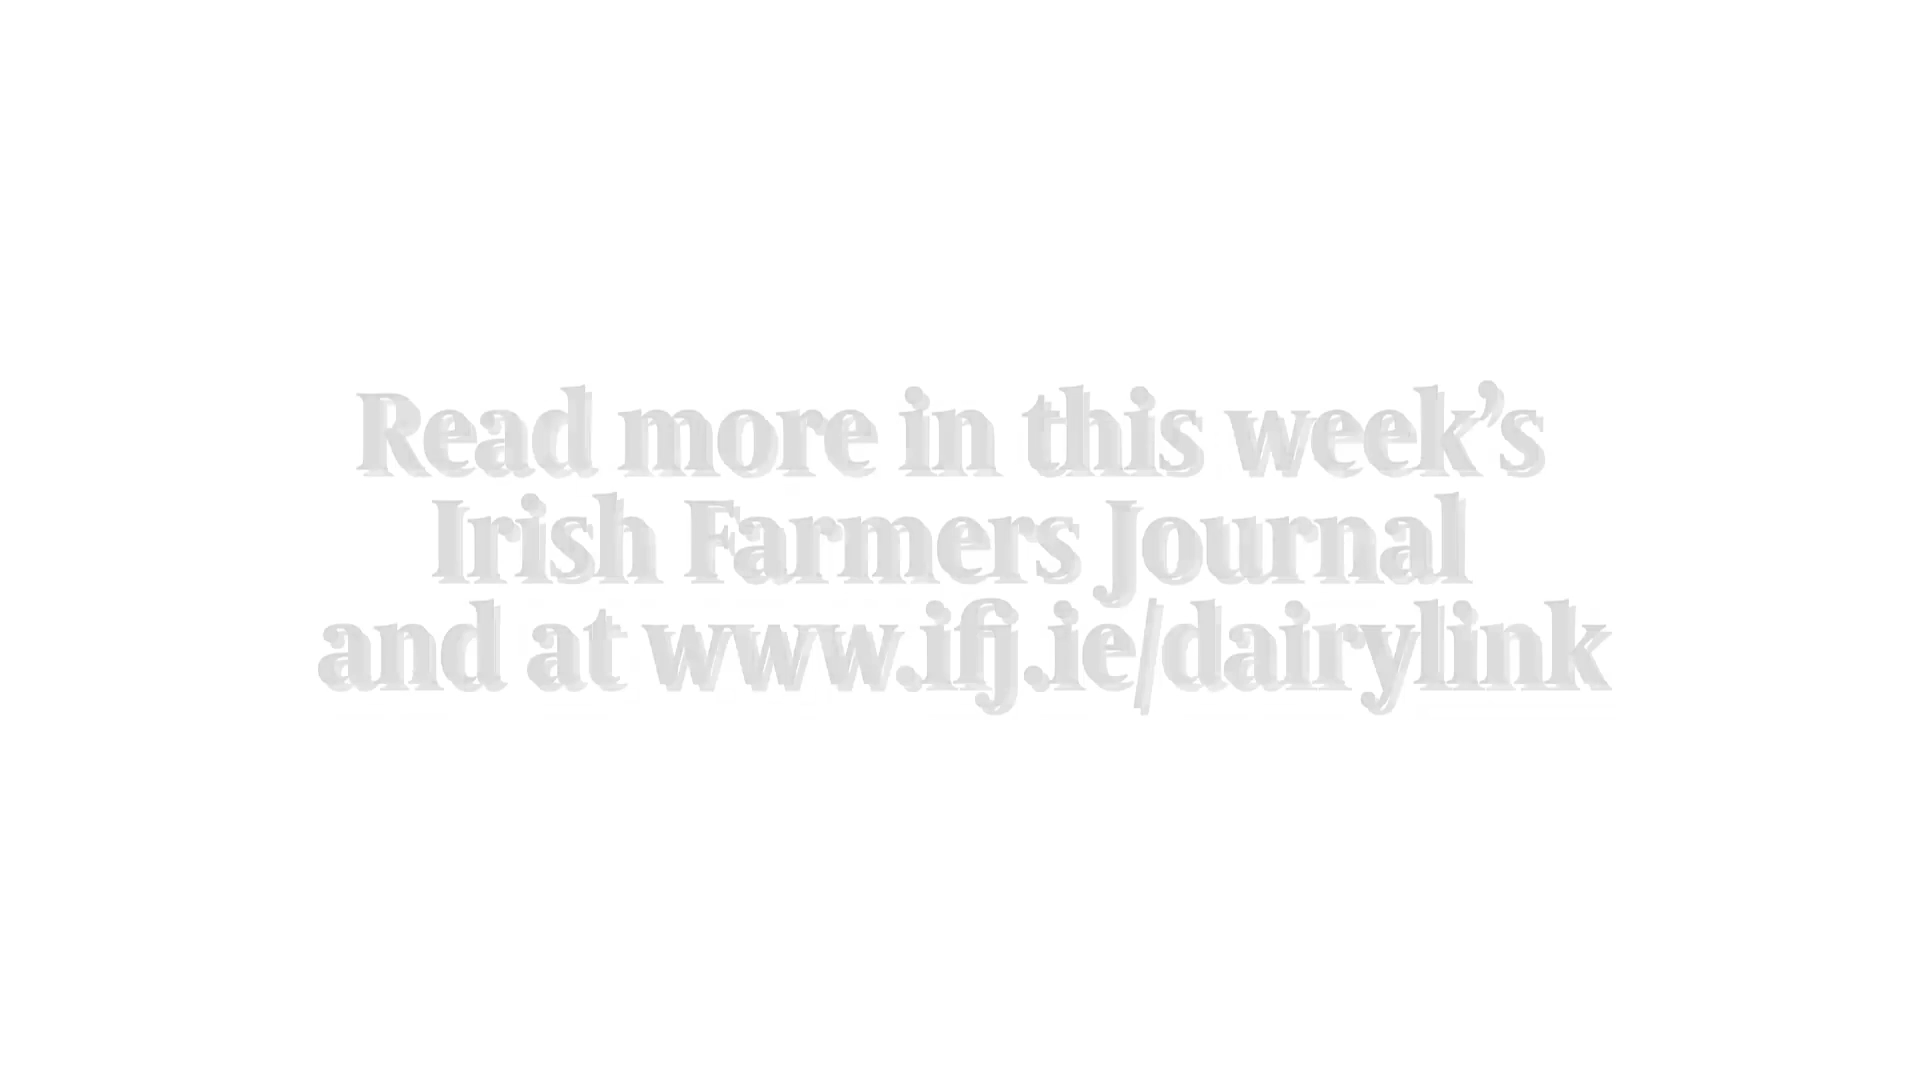 Read more in this week’s
Irish Farmers Journal
and at www.ifj.ie/dairylink